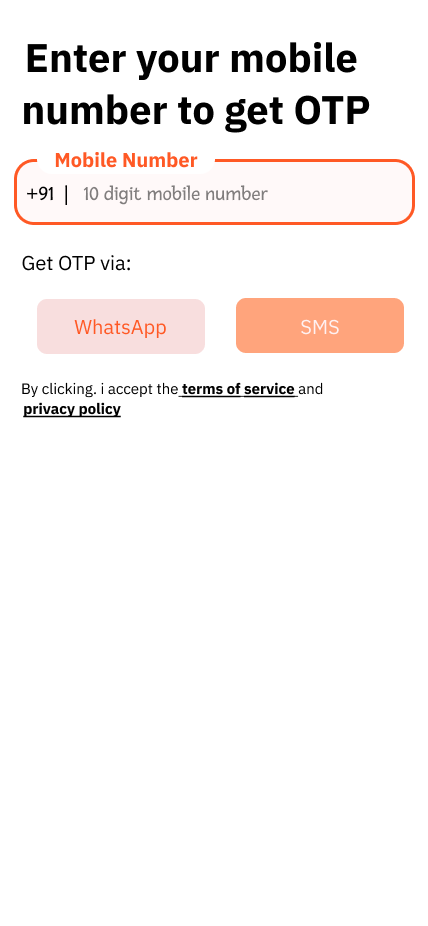 Enter your mobile
number to get OTP
Mobile Number
+91 | 10 digit mobile number
Get OTP via:
WhatsApp
SMS
By clicking. i accept the terms of service and
privacy policy